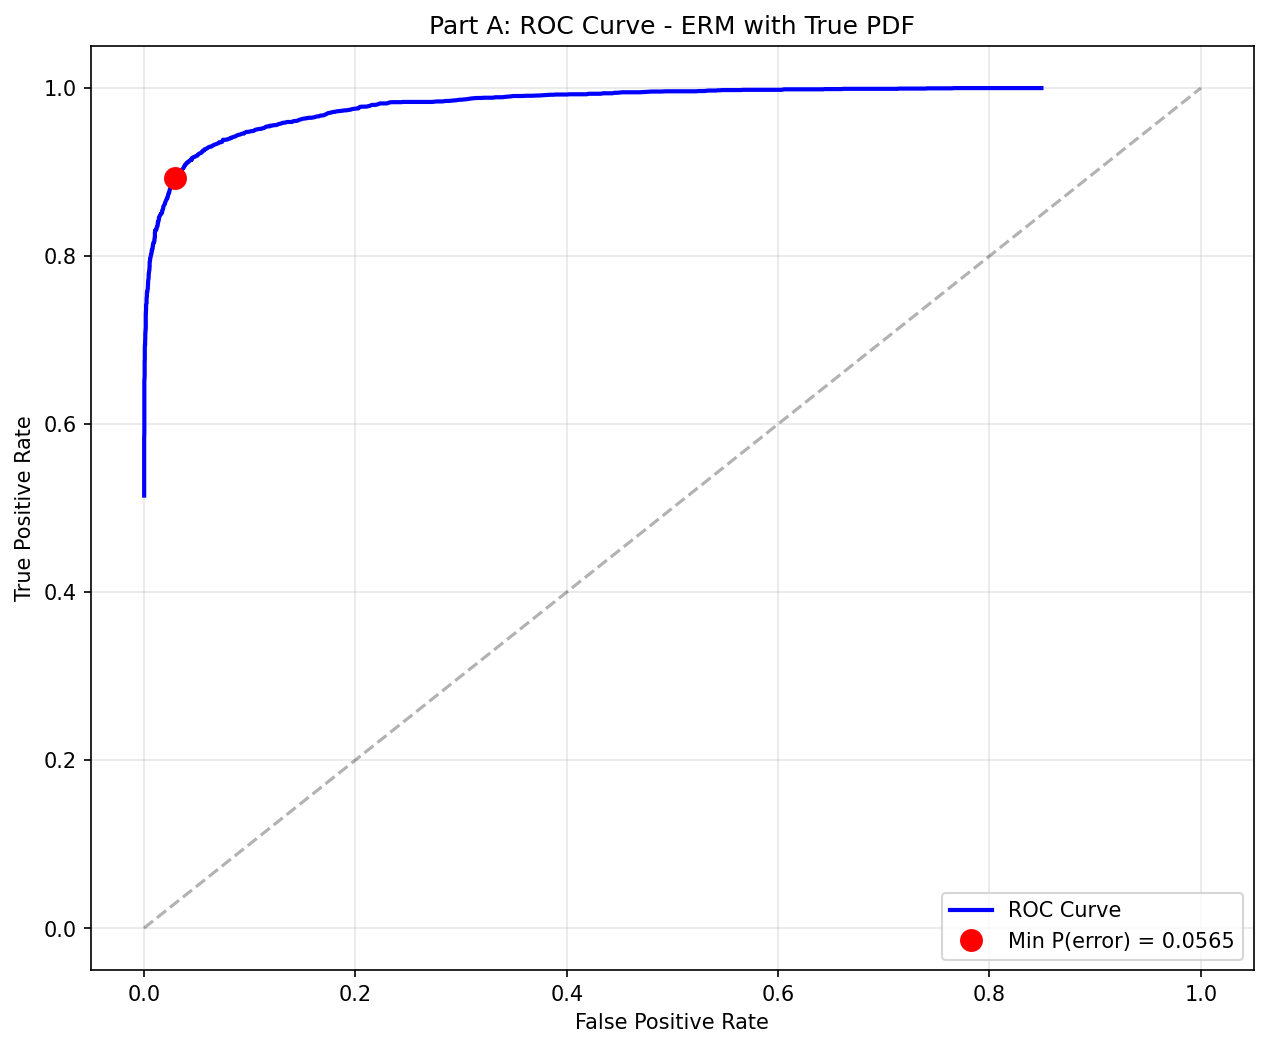 Part A: ROC Curve - ERM with True PDF
True Positive Rate
1.0
0.8
0.6
0.4
0.2
0.0
0.0 0.2 0.4 0.6 0.8 1.0
False Positive Rate
ROC Curve
Min P(error) = 0.0565